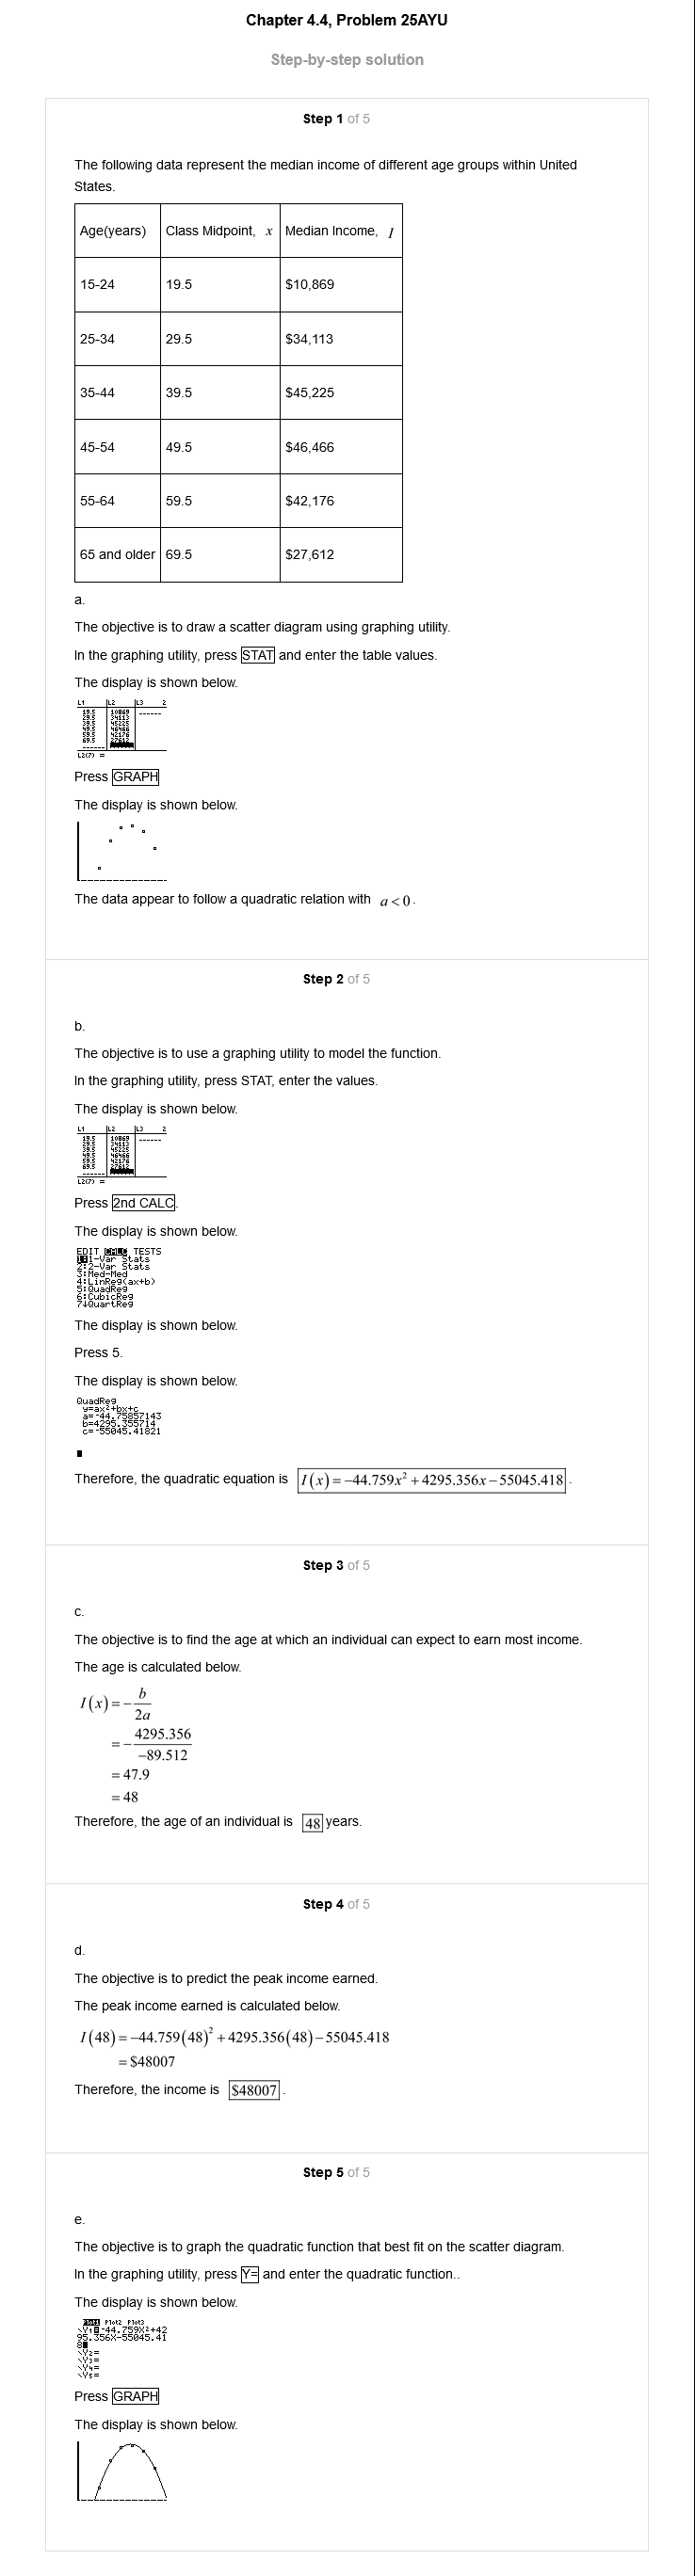 Chapter 4.4, Problem 25AYU
Step-by-step solution
Step 1 of 5
The following data represent the median income of different age groups within United
States.
Age(years) Class Midpoint, x Median Income, I
15-24 19.5 $10,869
25-34 29.5 $34,113
35-44 39.5 $45,225
45-54 49.5 $46,466
55-64 59.5 $42,176
65 and older 69.5 $27,612
a.
The objective is to draw a scatter diagram using graphing utility.
In the graphing utility, press STAT and enter the table values.
The display is shown below.
L1 L2 L3 2
19.5 10869 ------
29.5 34113
39.5 45225
49.5 46466
59.5 42176
69.5 27612
------
L2(7) =
Press GRAPH
The display is shown below.
The data appear to follow a quadratic relation with a < 0.
Step 2 of 5
b.
The objective is to use a graphing utility to model the function.
In the graphing utility, press STAT, enter the values.
The display is shown below.
L1 L2 L3 2
19.5 10869 ------
29.5 34113
39.5 45225
49.5 46466
59.5 42176
69.5 27612
------
L2(7) =
Press 2nd CALC.
The display is shown below.
EDIT CALC TESTS
1:1-Var Stats
2:2-Var Stats
3:Med-Med
4:LinReg(ax+b)
5:QuadReg
6:CubicReg
7↓QuartReg
The display is shown below.
Press 5.
The display is shown below.
QuadReg
y=ax²+bx+c
a=-44.75857143
b=4295.355714
c=-55045.41821
Therefore, the quadratic equation is I(x) = −44.759x² + 4295.356x − 55045.418.
Step 3 of 5
c.
The objective is to find the age at which an individual can expect to earn most income.
The age is calculated below.
I(x) = −b/2a
= −4295.356/−89.512
= 47.9
= 48
Therefore, the age of an individual is 48 years.
Step 4 of 5
d.
The objective is to predict the peak income earned.
The peak income earned is calculated below.
I(48) = −44.759(48)² + 4295.356(48) − 55045.418
= $48007
Therefore, the income is $48007.
Step 5 of 5
e.
The objective is to graph the quadratic function that best fit on the scatter diagram.
In the graphing utility, press Y= and enter the quadratic function..
The display is shown below.
Plot1 Plot2 Plot3
\Y1=-44.759X²+42
95.356X-55045.41
8
\Y2=
\Y3=
\Y4=
\Y5=
Press GRAPH
The display is shown below.